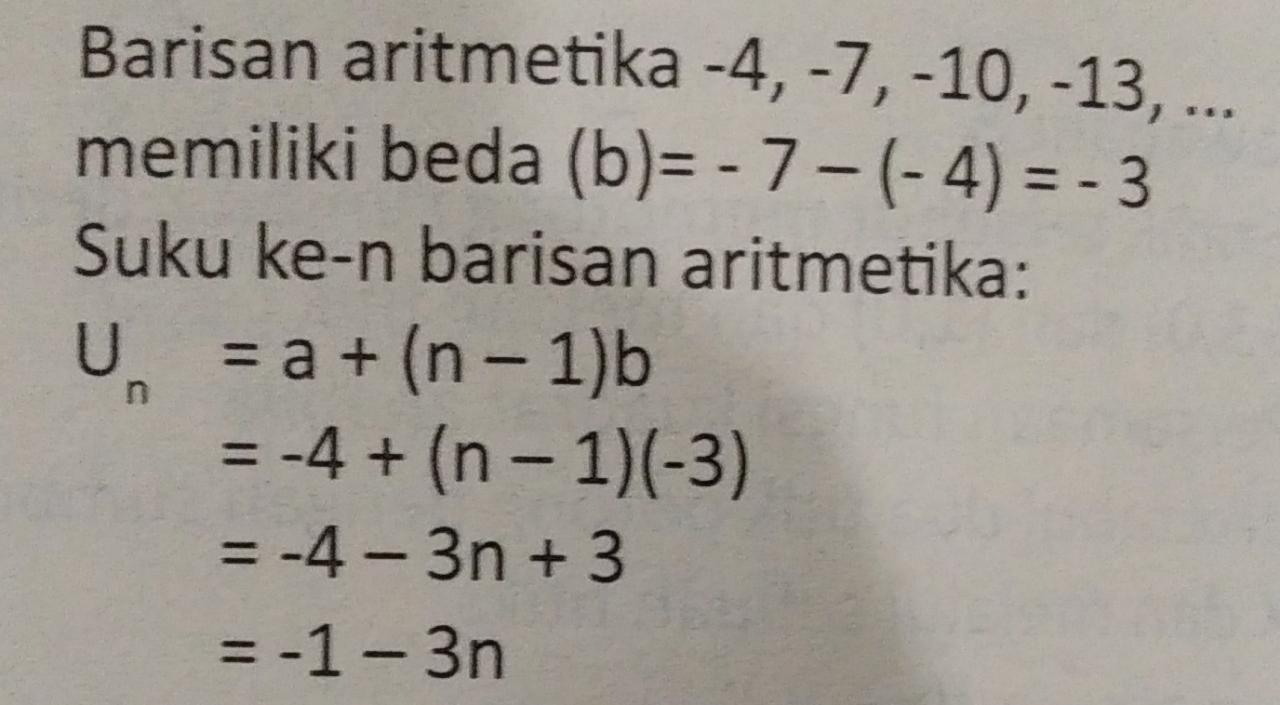 Barisan aritmetika -4, -7, -10, -13, ...
memiliki beda (b)= - 7 – (- 4) = - 3
Suku ke-n barisan aritmetika:
Uₙ = a + (n – 1)b
= -4 + (n – 1)(-3)
= -4 – 3n + 3
= -1 – 3n